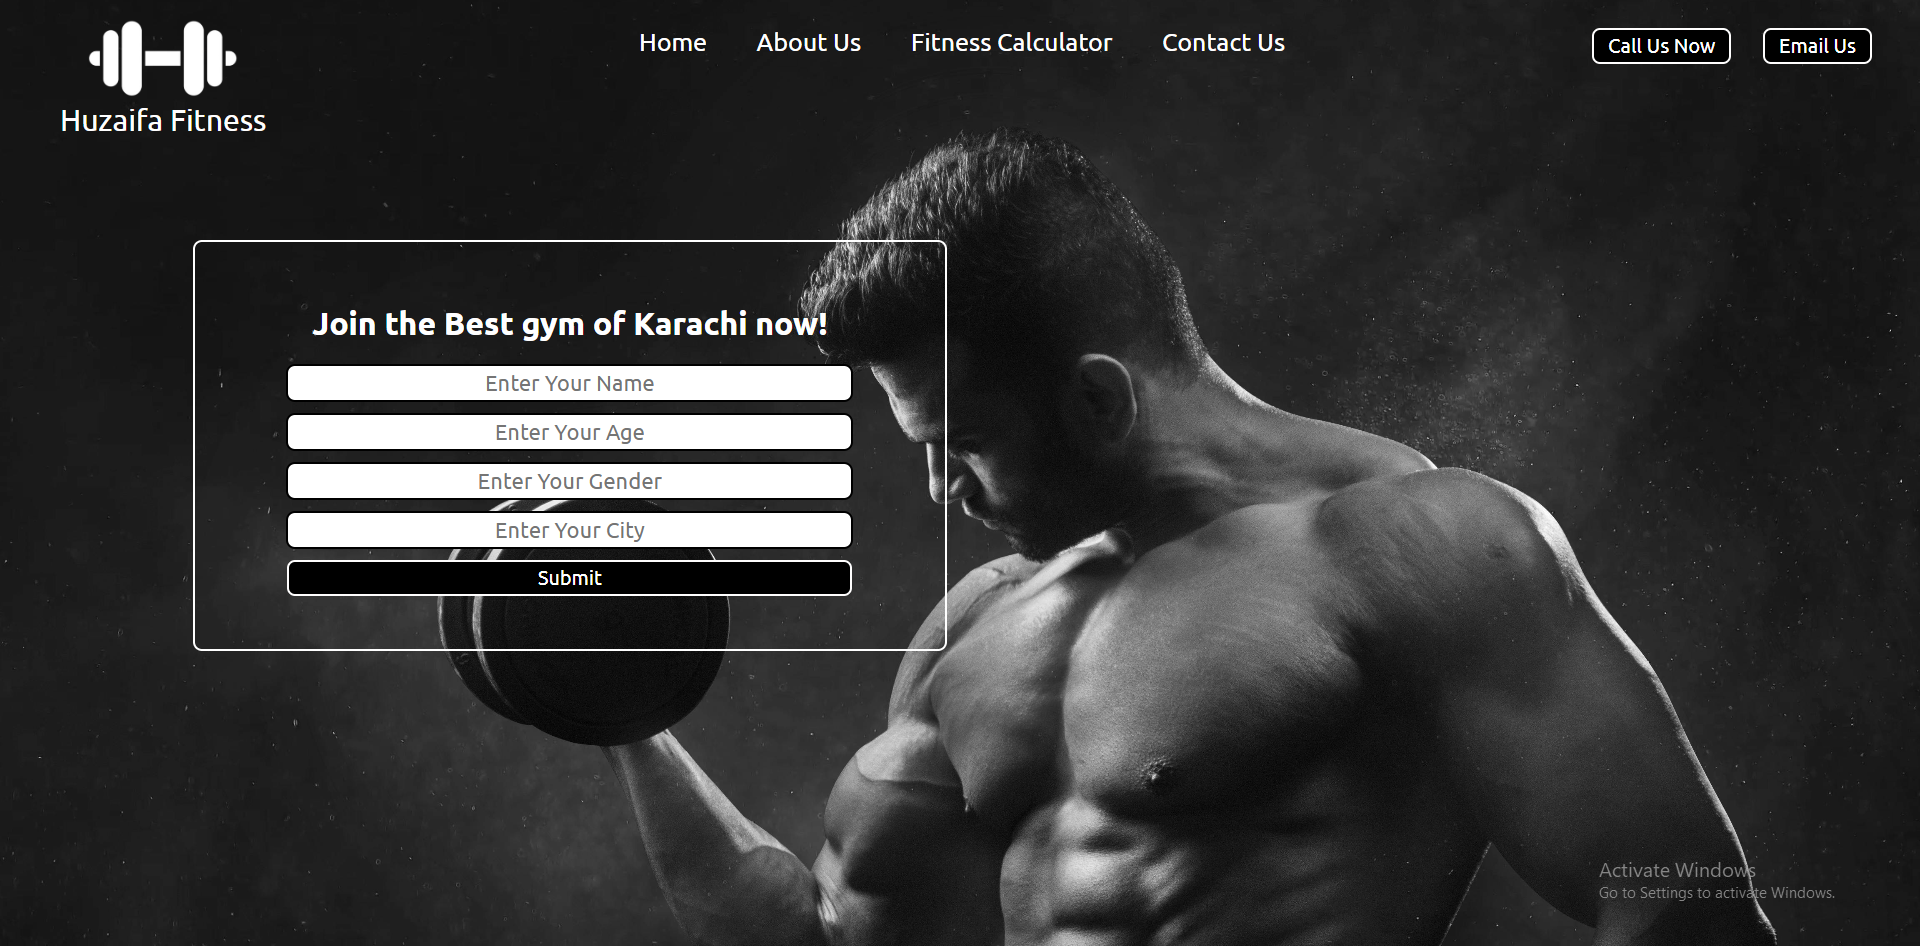 Huzaifa Fitness
Home
About Us
Fitness Calculator
Contact Us
Call Us Now
Email Us
Join the Best gym of Karachi now!
Enter Your Name
Enter Your Age
Enter Your Gender
Enter Your City
Submit
Activate Windows
Go to Settings to activate Windows.